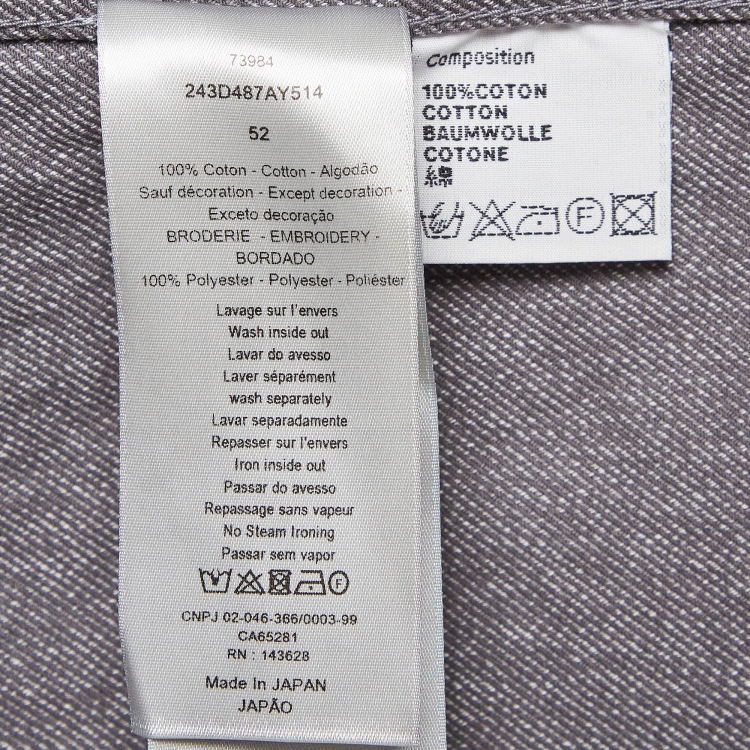 73984
243D487AY514
52
100% Coton - Cotton - Algodão
Sauf décoration - Except decoration -
Exceto decoração
BRODERIE - EMBROIDERY -
BORDADO
100% Polyester - Polyester - Poliéster
Lavage sur l'envers
Wash inside out
Lavar do avesso
Laver séparément
wash separately
Lavar separadamente
Repasser sur l'envers
Iron inside out
Passar do avesso
Repassage sans vapeur
No Steam Ironing
Passar sem vapor
F
CNPJ 02-046-366/0003-99
CA65281
RN : 143628
Made In JAPAN
JAPÃO
Composition
100%COTON
COTTON
BAUMWOLLE
COTONE
綿
F